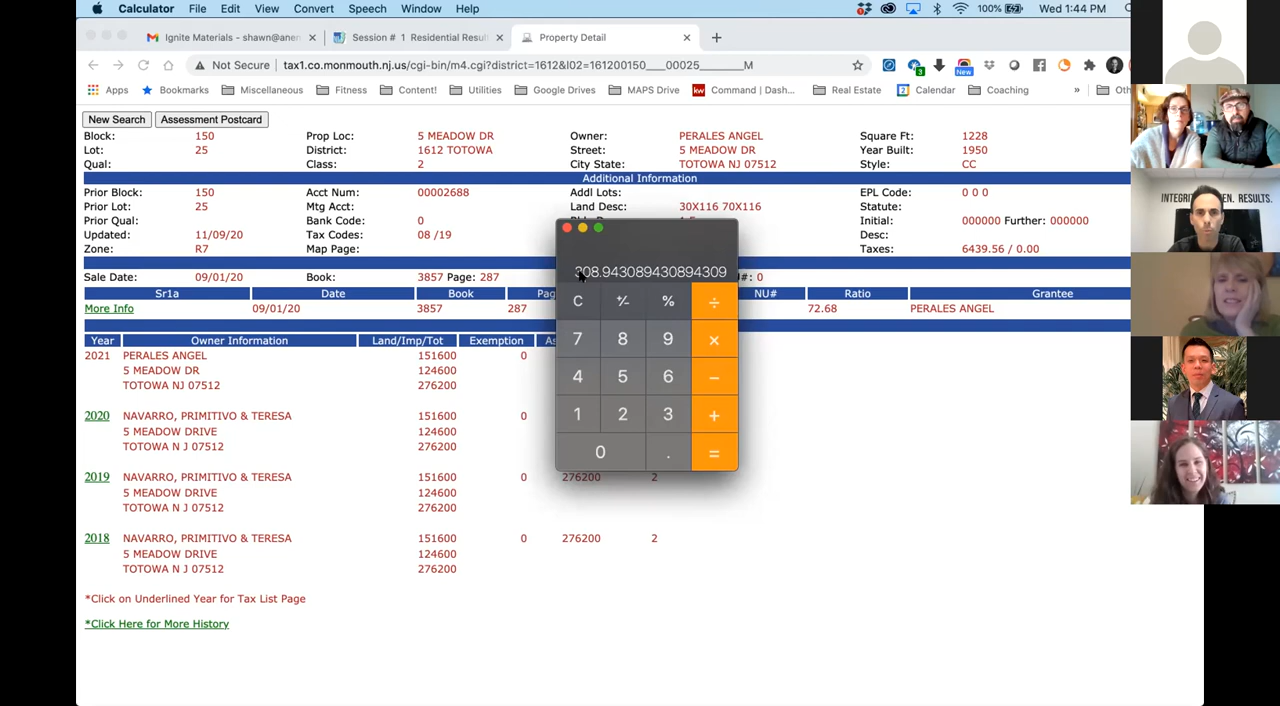 Calculator File Edit View Convert Speech Window Help 100% Wed 1:44 PM
Ignite Materials - shawn@anen × Session # 1 Residential Resul × Property Detail × +
Not Secure | tax1.co.monmouth.nj.us/cgi-bin/m4.cgi?district=1612&l02=161200150____00025_________M New
Apps Bookmarks Miscellaneous Fitness Content! Utilities Google Drives MAPS Drive kw Command | Dash... Real Estate 2 Calendar Coaching »
New Search Assessment Postcard
Block: 150 Prop Loc: 5 MEADOW DR Owner: PERALES ANGEL Square Ft: 1228
Lot: 25 District: 1612 TOTOWA Street: 5 MEADOW DR Year Built: 1950
Qual: Class: 2 City State: TOTOWA NJ 07512 Style: CC
Additional Information
Prior Block: 150 Acct Num: 00002688 Addl Lots: EPL Code: 0 0 0
Prior Lot: 25 Mtg Acct: Land Desc: 30X116 70X116 Statute:
Prior Qual: Bank Code: 0 Initial: 000000 Further: 000000
Updated: 11/09/20 Tax Codes: 08 /19 Desc:
Zone: R7 Map Page: Taxes: 6439.56 / 0.00
Sale Date: 09/01/20 Book: 3857 Page: 287 NU#: 0
Sr1a Date Book NU# Ratio Grantee
More Info 09/01/20 3857 287 72.68 PERALES ANGEL
Year Owner Information Land/Imp/Tot Exemption
2021 PERALES ANGEL 151600 0
5 MEADOW DR 124600
TOTOWA NJ 07512 276200
2020 NAVARRO, PRIMITIVO & TERESA 151600 0
5 MEADOW DRIVE 124600
TOTOWA N J 07512 276200
2019 NAVARRO, PRIMITIVO & TERESA 151600 0 276200 2
5 MEADOW DRIVE 124600
TOTOWA N J 07512 276200
2018 NAVARRO, PRIMITIVO & TERESA 151600 0 276200 2
5 MEADOW DRIVE 124600
TOTOWA N J 07512 276200
*Click on Underlined Year for Tax List Page
*Click Here for More History
C +/- % ÷
7 8 9 ×
4 5 6 −
1 2 3 +
0 . =
RESULTS.